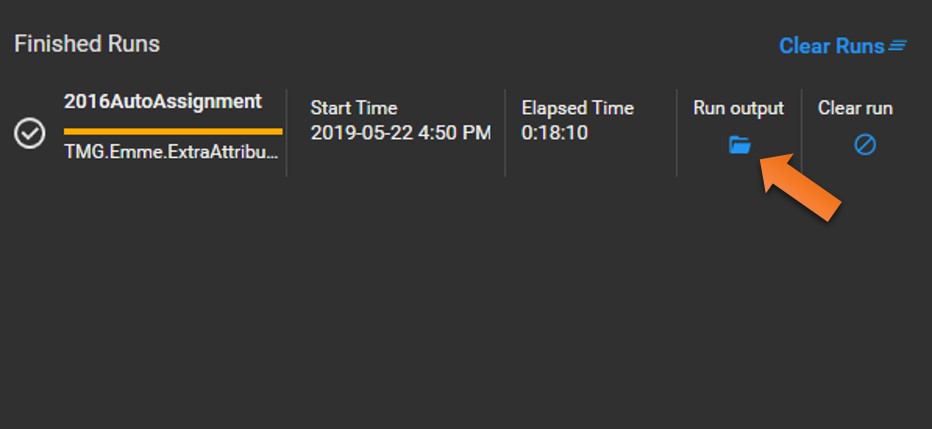 Finished Runs
Clear Runs
2016AutoAssignment
TMG.Emme.ExtraAttribu...
Start Time
2019-05-22 4:50 PM
Elapsed Time
0:18:10
Run output
Clear run